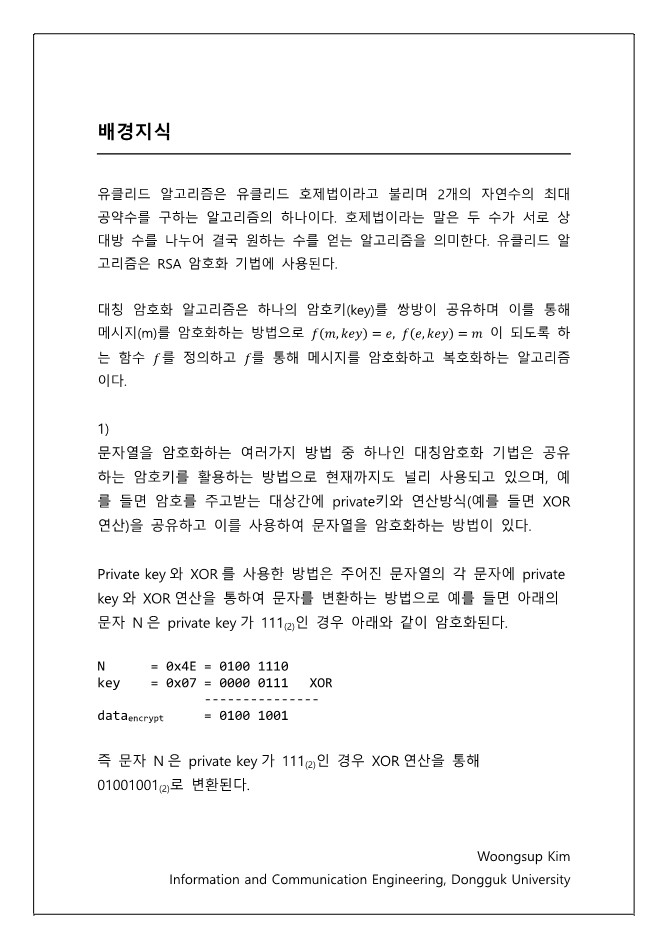 배경지식
유클리드 알고리즘은 유클리드 호제법이라고 불리며 2개의 자연수의 최대
공약수를 구하는 알고리즘의 하나이다. 호제법이라는 말은 두 수가 서로 상
대방 수를 나누어 결국 원하는 수를 얻는 알고리즘을 의미한다. 유클리드 알
고리즘은 RSA 암호화 기법에 사용된다.
대칭 암호화 알고리즘은 하나의 암호키(key)를 쌍방이 공유하며 이를 통해
메시지(m)를 암호화하는 방법으로 f(m, key) = e, f(e, key) = m 이 되도록 하
는 함수 f를 정의하고 f를 통해 메시지를 암호화하고 복호화하는 알고리즘
이다.
1)
문자열을 암호화하는 여러가지 방법 중 하나인 대칭암호화 기법은 공유
하는 암호키를 활용하는 방법으로 현재까지도 널리 사용되고 있으며, 예
를 들면 암호를 주고받는 대상간에 private키와 연산방식(예를 들면 XOR
연산)을 공유하고 이를 사용하여 문자열을 암호화하는 방법이 있다.
Private key 와 XOR 를 사용한 방법은 주어진 문자열의 각 문자에 private
key 와 XOR 연산을 통하여 문자를 변환하는 방법으로 예를 들면 아래의
문자 N 은 private key 가 111(2)인 경우 아래와 같이 암호화된다.
N = 0x4E = 0100 1110
key = 0x07 = 0000 0111 XOR
---------------
dataencrypt = 0100 1001
즉 문자 N 은 private key 가 111(2)인 경우 XOR 연산을 통해
01001001(2)로 변환된다.
Woongsup Kim
Information and Communication Engineering, Dongguk University